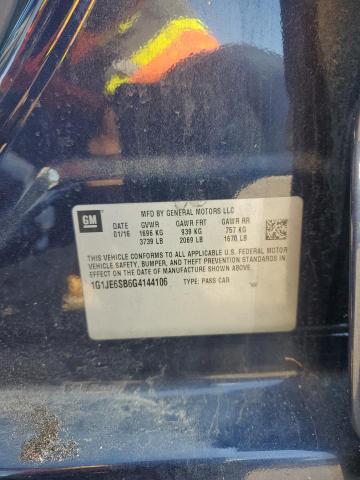 GM
MFD BY GENERAL MOTORS LLC
DATE GVWR GAWR FRT GAWR RR
01/16 1696 KG 939 KG 757 KG
3739 LB 2069 LB 1670 LB
THIS VEHICLE CONFORMS TO ALL APPLICABLE U.S. FEDERAL MOTOR
VEHICLE SAFETY, BUMPER, AND THEFT PREVENTION STANDARDS IN
EFFECT ON THE DATE OF MANUFACTURE SHOWN ABOVE.
1G1JE6SB6G4144106 TYPE: PASS CAR